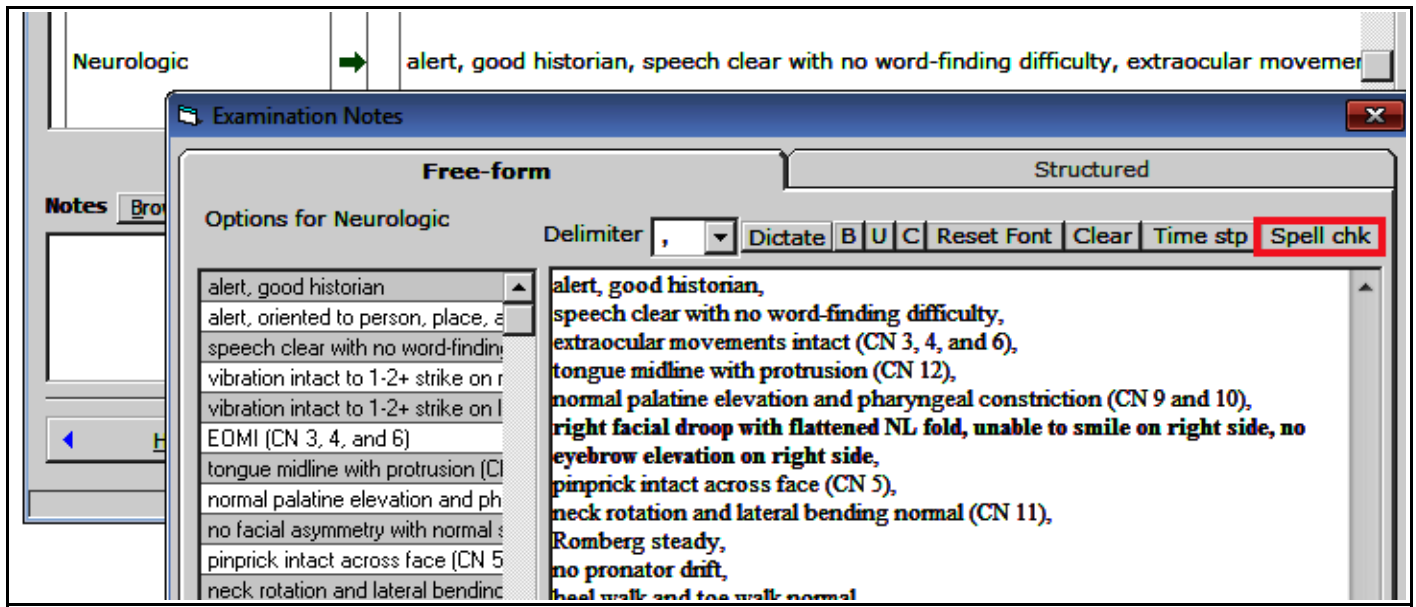 Neurologic
alert, good historian, speech clear with no word-finding difficulty, extraocular
Examination Notes
Free-form
Structured
Notes
Options for Neurologic
Delimiter , Dictate B U C Reset Font Clear Time stp Spell chk
alert, good historian
alert, oriented to person, place,
speech clear with no
vibration intact to 1-2+ strike on
vibration intact to 1-2+ strike on
EOMI (CN 3, 4, and 6)
tongue midline with protrusion
normal palatine elevation and
no facial asymmetry with normal
pinprick intact across face (CN 5
neck rotation and lateral
alert, good historian,
speech clear with no word-finding difficulty,
extraocular movements intact (CN 3, 4, and 6),
tongue midline with protrusion (CN 12),
normal palatine elevation and pharyngeal constriction (CN 9 and 10),
right facial droop with flattened NL fold, unable to smile on right side, no
eyebrow elevation on right side,
pinprick intact across face (CN 5),
neck rotation and lateral bending normal (CN 11),
Romberg steady,
no pronator drift,
heel walk and toe walk normal